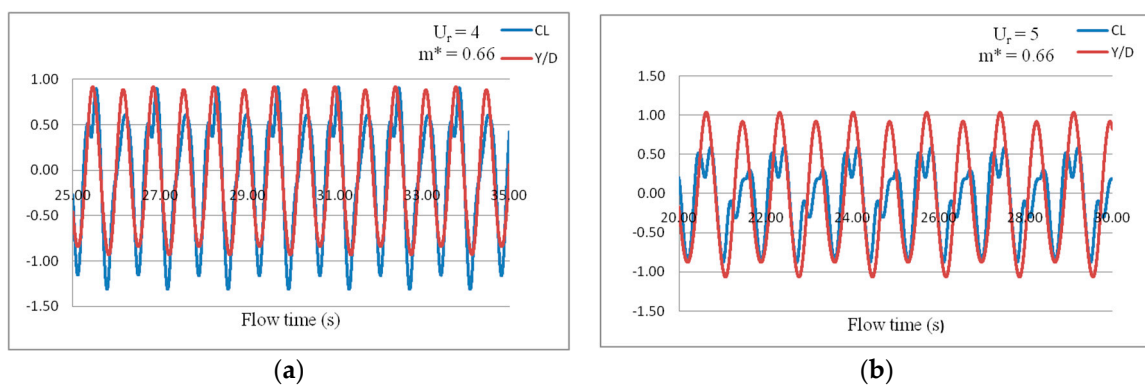 U_r = 4
m* = 0.66
CL
Y/D
1.00
0.50
0.00
-0.50
-1.00
-1.50
25.00 27.00 29.00 31.00 33.00 35.00
Flow time (s)
(a)
U_r = 5
m* = 0.66
CL
Y/D
1.50
1.00
0.50
0.00
-0.50
-1.00
-1.50
20.00 22.00 24.00 26.00 28.00 30.00
Flow time (s)
(b)